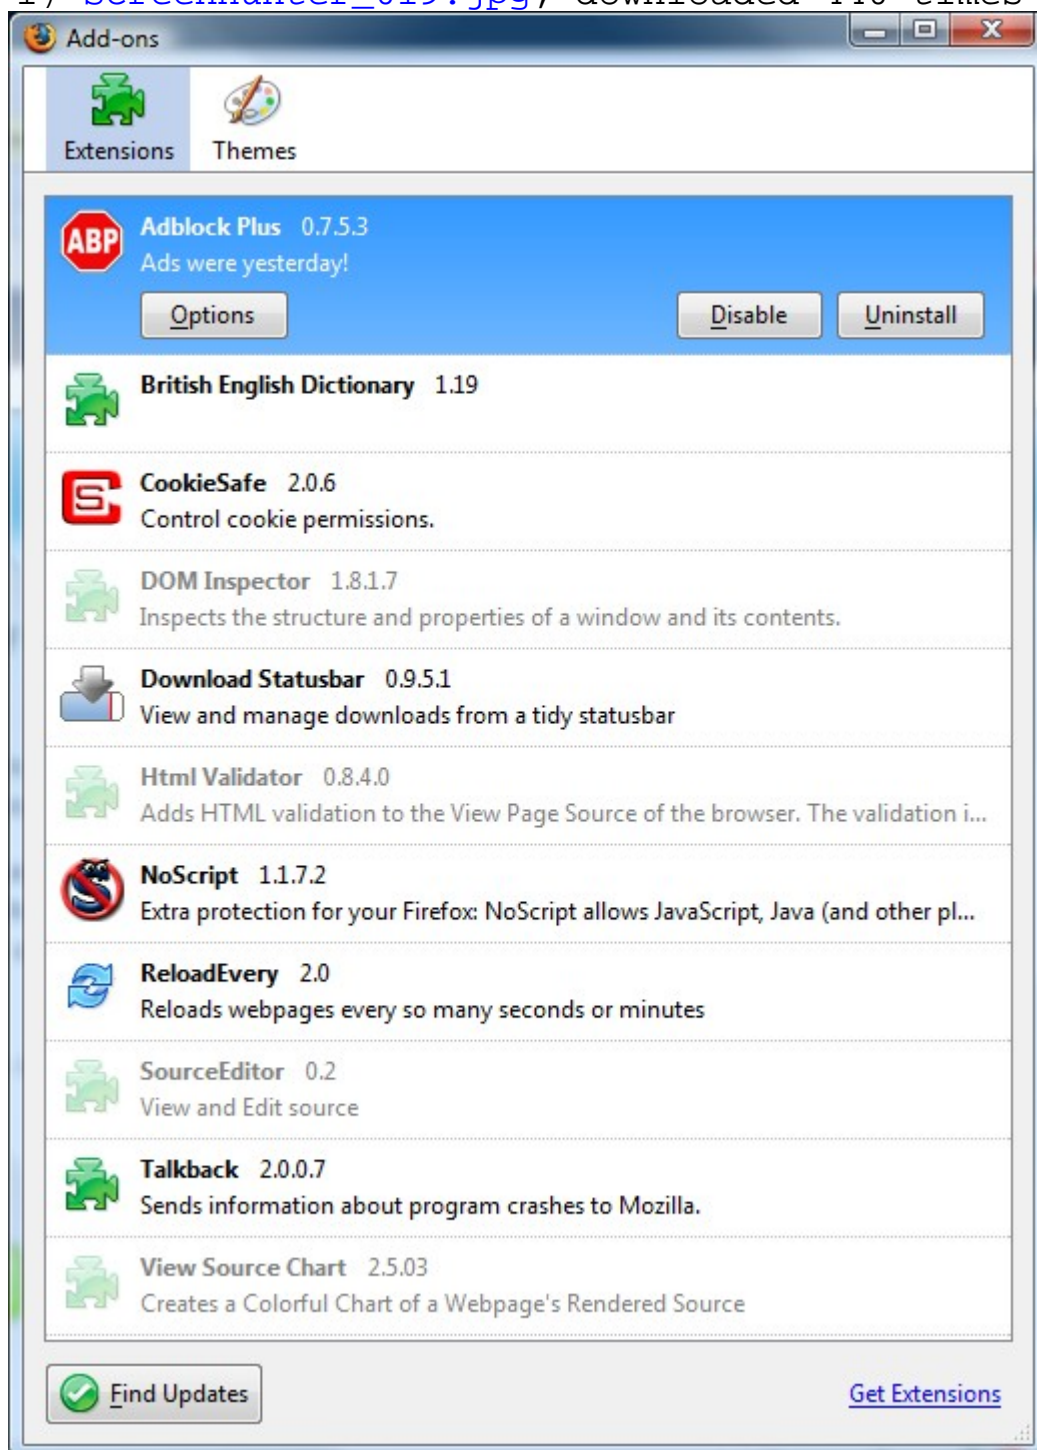 Add-ons
Extensions
Themes
ABP
Adblock Plus 0.7.5.3
Ads were yesterday!
Options
Disable
Uninstall
British English Dictionary 1.19
CookieSafe 2.0.6
Control cookie permissions.
DOM Inspector 1.8.1.7
Inspects the structure and properties of a window and its contents.
Download Statusbar 0.9.5.1
View and manage downloads from a tidy statusbar
Html Validator 0.8.4.0
Adds HTML validation to the View Page Source of the browser. The validation i...
NoScript 1.1.7.2
Extra protection for your Firefox: NoScript allows JavaScript, Java (and other pl...
ReloadEvery 2.0
Reloads webpages every so many seconds or minutes
SourceEditor 0.2
View and Edit source
Talkback 2.0.0.7
Sends information about program crashes to Mozilla.
View Source Chart 2.5.03
Creates a Colorful Chart of a Webpage's Rendered Source
Find Updates
Get Extensions